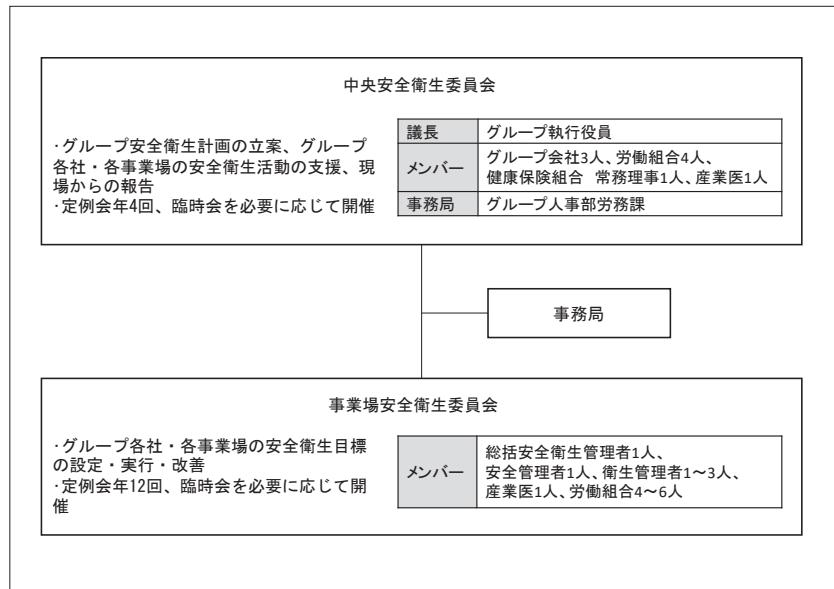 中央安全衛生委員会
・グループ安全衛生計画の立案、グループ
各社・各事業場の安全衛生活動の支援、現
場からの報告
・定例会年4回、臨時会を必要に応じて開催
議長 グループ執行役員
メンバー グループ会社3人、労働組合4人、
健康保険組合 常務理事1人、産業医1人
事務局 グループ人事部労務課
事務局
事業場安全衛生委員会
・グループ各社・各事業場の安全衛生目標
の設定・実行・改善
・定例会年12回、臨時会を必要に応じて開
催
メンバー 総括安全衛生管理者1人、
安全管理者1人、衛生管理者1〜3人、
産業医1人、労働組合4〜6人